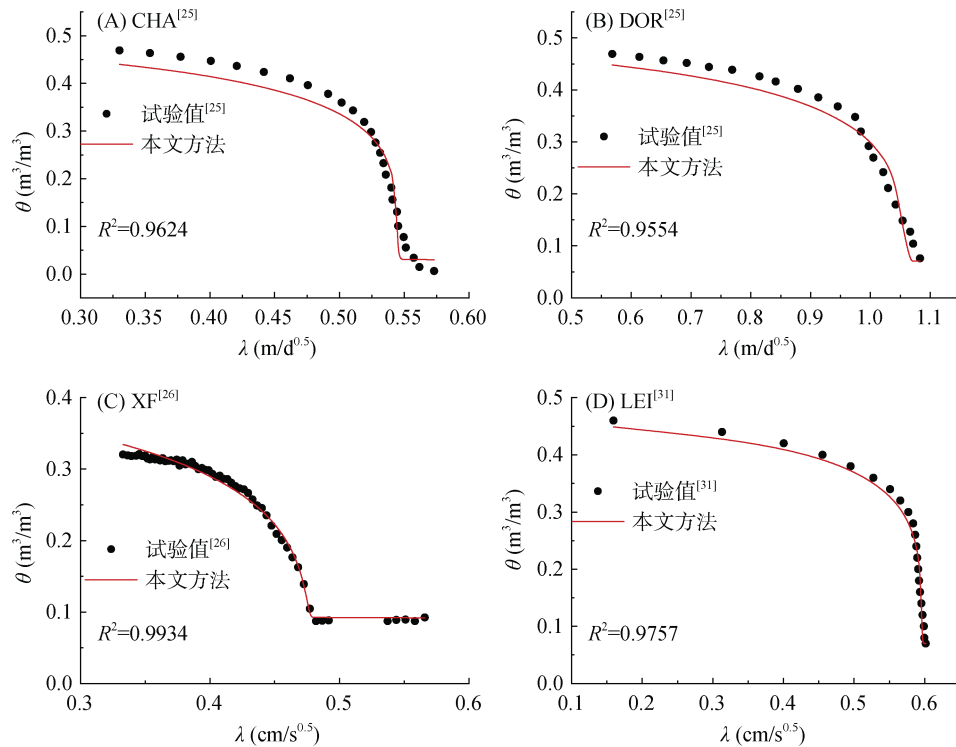 (A) CHA[25]
0.5
0.4
0.3
0.2
0.1
0.0
θ (m³/m³)
试验值[25]
本文方法
R²=0.9624
0.30 0.35 0.40 0.45 0.50 0.55 0.60
λ (m/d^0.5)
(B) DOR[25]
0.5
0.4
0.3
0.2
0.1
0.0
θ (m³/m³)
试验值[25]
本文方法
R²=0.9554
0.5 0.6 0.7 0.8 0.9 1.0 1.1
λ (m/d^0.5)
(C) XF[26]
0.4
0.3
0.2
0.1
0.0
θ (m³/m³)
试验值[26]
本文方法
R²=0.9934
0.3 0.4 0.5 0.6
λ (cm/s^0.5)
(D) LEI[31]
0.5
0.4
0.3
0.2
0.1
0.0
θ (m³/m³)
试验值[31]
本文方法
R²=0.9757
0.1 0.2 0.3 0.4 0.5 0.6
λ (cm/s^0.5)